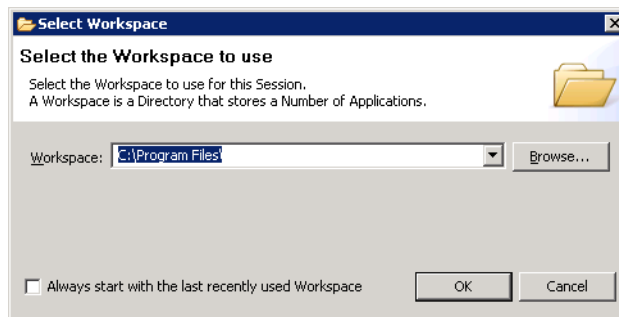 Select Workspace
Select the Workspace to use
Select the Workspace to use for this Session.
A Workspace is a Directory that stores a Number of Applications.
Workspace: C:\Program Files\ Browse...
Always start with the last recently used Workspace OK Cancel